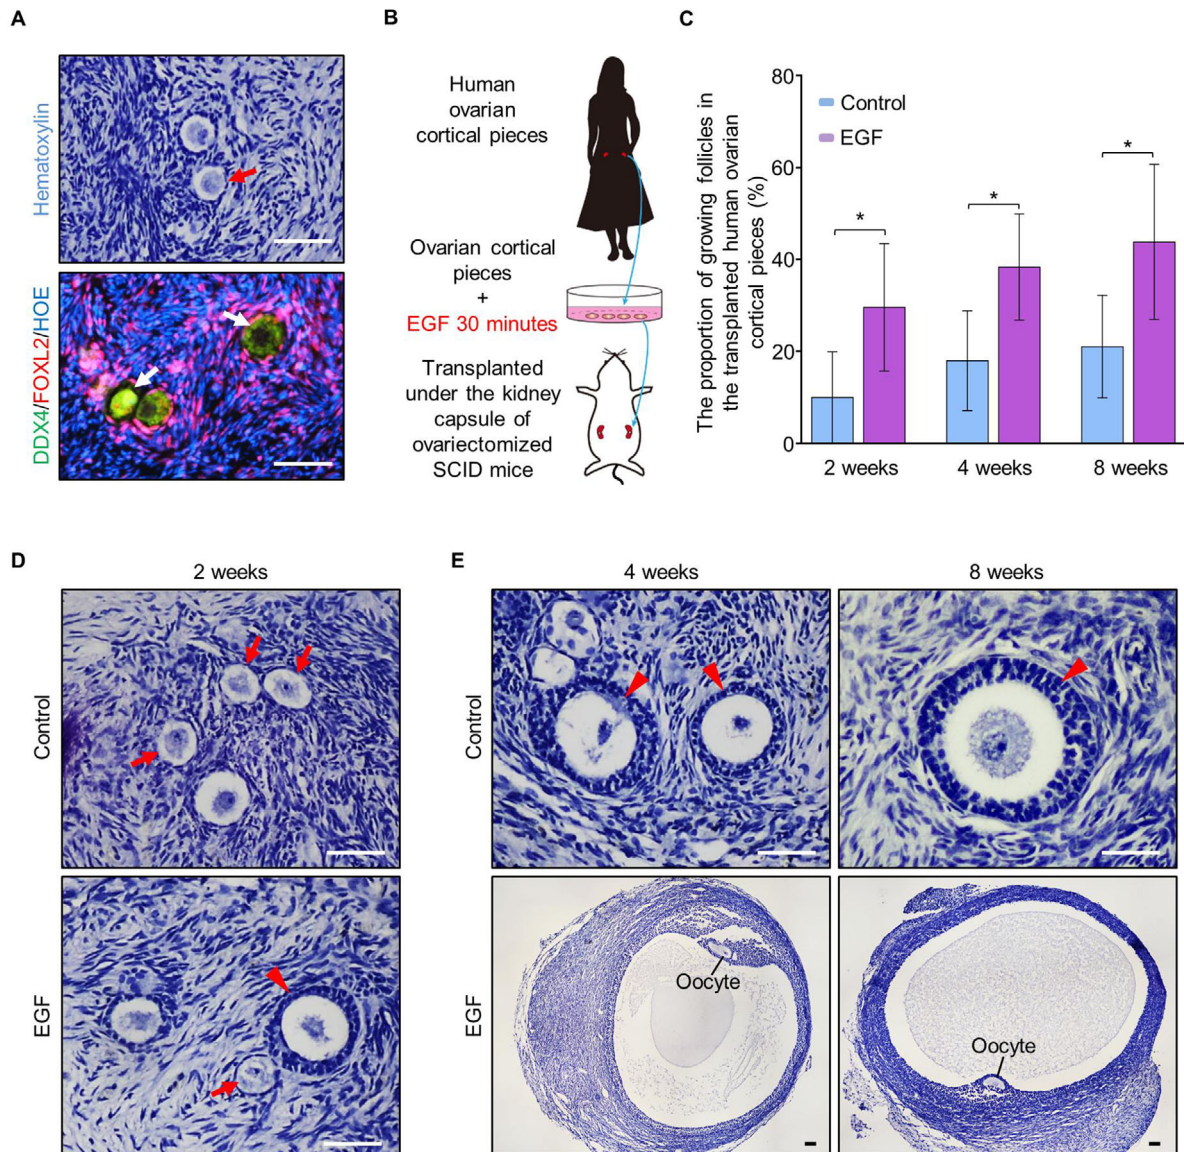 A
Hematoxylin
DDX4/FOXL2/HOE
B
Human
ovarian
cortical pieces
Ovarian cortical
pieces
+
EGF 30 minutes
Transplanted
under the kidney
capsule of
ovariectomized
SCID mice
C
The proportion of growing follicles in
the transplanted human ovarian
cortical pieces (%)
80
60
40
20
0
Control
EGF
*
*
*
2 weeks
4 weeks
8 weeks
D
2 weeks
Control
EGF
E
4 weeks
8 weeks
Control
EGF
Oocyte
Oocyte